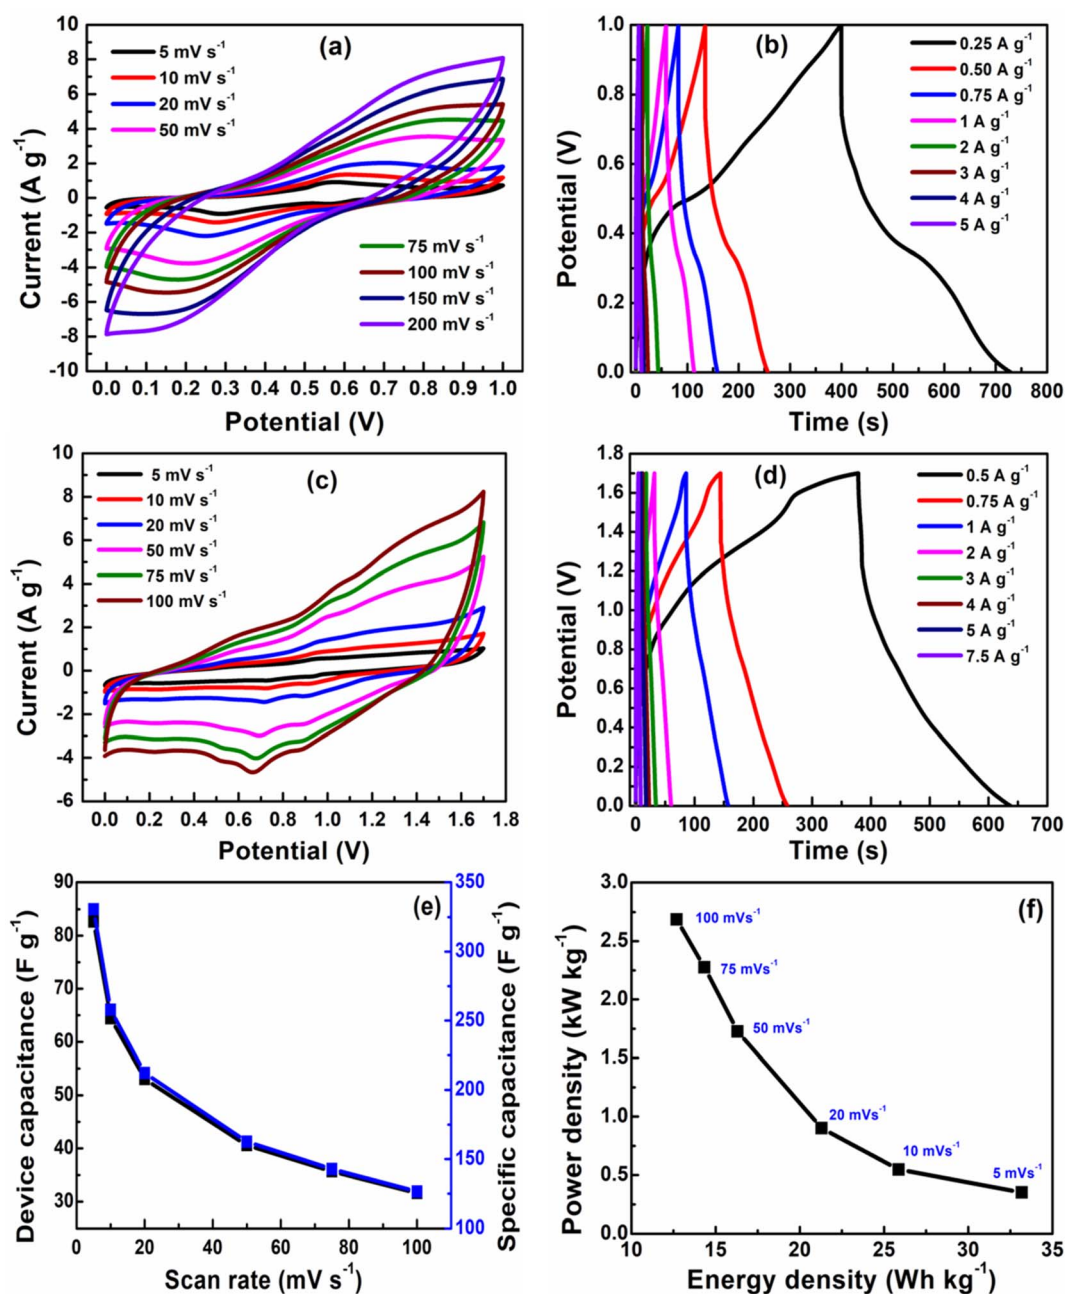 (a)
5 mV s⁻¹
10 mV s⁻¹
20 mV s⁻¹
50 mV s⁻¹
75 mV s⁻¹
100 mV s⁻¹
150 mV s⁻¹
200 mV s⁻¹
10
8
6
4
2
0
-2
-4
-6
-8
-10
Current (A g⁻¹)
0.0 0.1 0.2 0.3 0.4 0.5 0.6 0.7 0.8 0.9 1.0
Potential (V)
(b)
0.25 A g⁻¹
0.50 A g⁻¹
0.75 A g⁻¹
1 A g⁻¹
2 A g⁻¹
3 A g⁻¹
4 A g⁻¹
5 A g⁻¹
1.0
0.8
0.6
0.4
0.2
0.0
Potential (V)
0 100 200 300 400 500 600 700 800
Time (s)
(c)
5 mV s⁻¹
10 mV s⁻¹
20 mV s⁻¹
50 mV s⁻¹
75 mV s⁻¹
100 mV s⁻¹
10
8
6
4
2
0
-2
-4
-6
Current (A g⁻¹)
0.0 0.2 0.4 0.6 0.8 1.0 1.2 1.4 1.6 1.8
Potential (V)
(d)
0.5 A g⁻¹
0.75 A g⁻¹
1 A g⁻¹
2 A g⁻¹
3 A g⁻¹
4 A g⁻¹
5 A g⁻¹
7.5 A g⁻¹
1.8
1.6
1.4
1.2
1.0
0.8
0.6
0.4
0.2
0.0
Potential (V)
0 100 200 300 400 500 600 700
Time (s)
(e)
90
85
80
75
70
65
60
55
50
45
40
35
30
25
Device capacitance (F g⁻¹)
350
300
250
200
150
100
Specific capacitance (F g⁻¹)
0 20 40 60 80 100
Scan rate (mV s⁻¹)
(f)
3.0
2.5
2.0
1.5
1.0
0.5
0.0
Power density (kW kg⁻¹)
100 mVs⁻¹
75 mVs⁻¹
50 mVs⁻¹
20 mVs⁻¹
10 mVs⁻¹
5 mVs⁻¹
10 15 20 25 30 35
Energy density (Wh kg⁻¹)